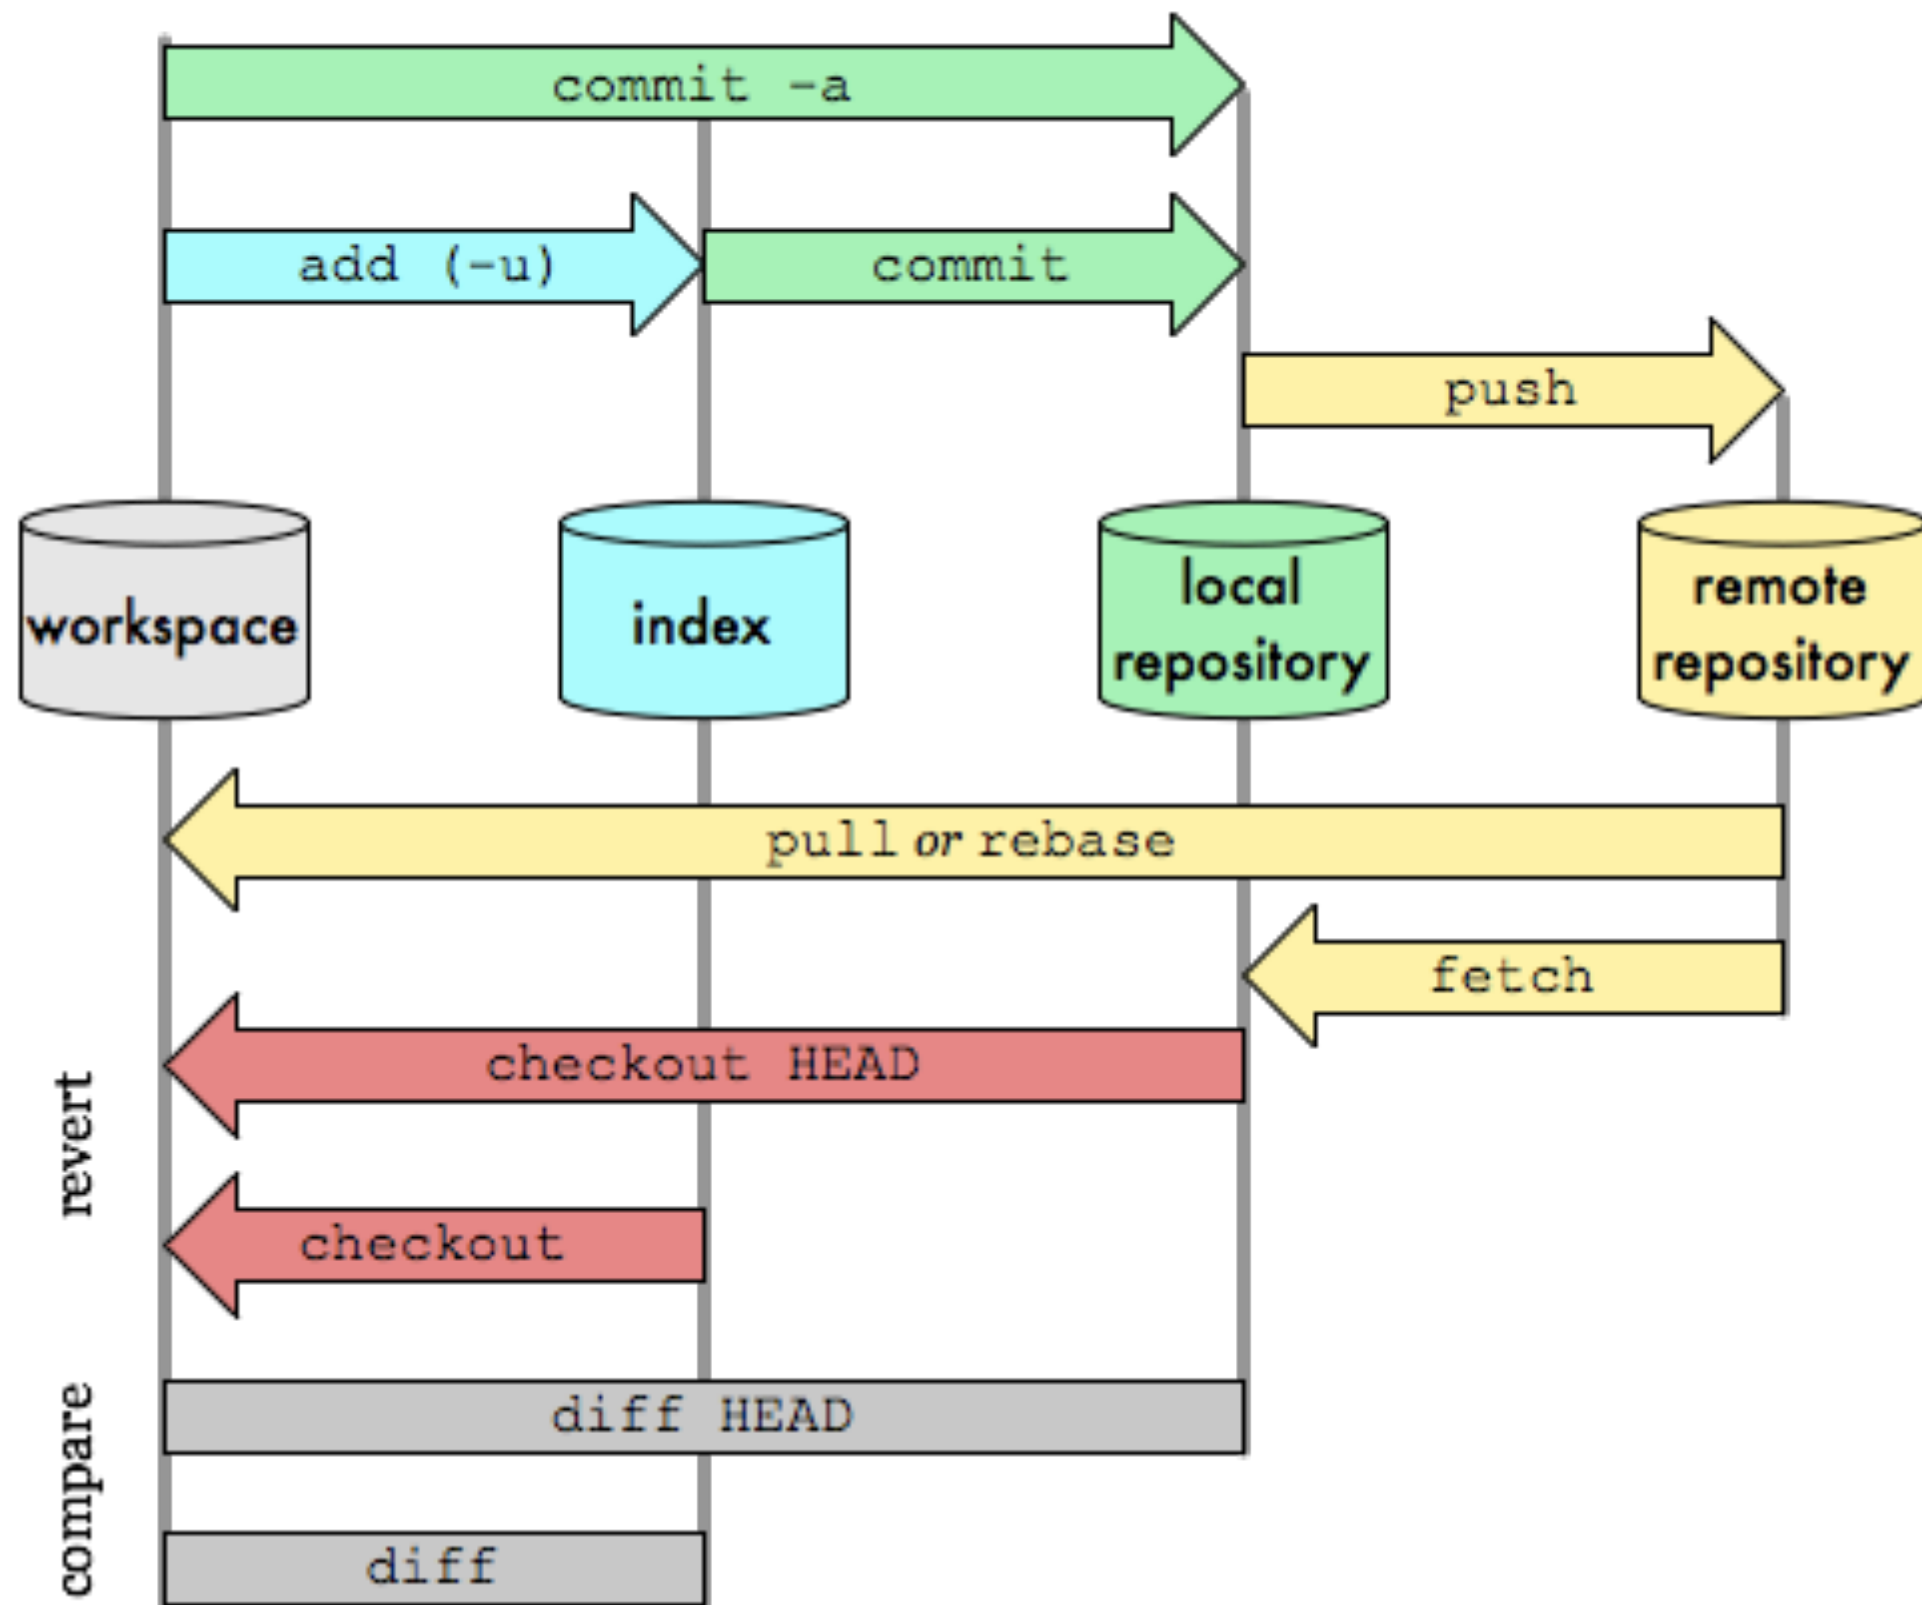 commit -a
add (-u)
commit
push
workspace
index
local
repository
remote
repository
pull or rebase
fetch
revert
checkout HEAD
checkout
compare
diff HEAD
diff